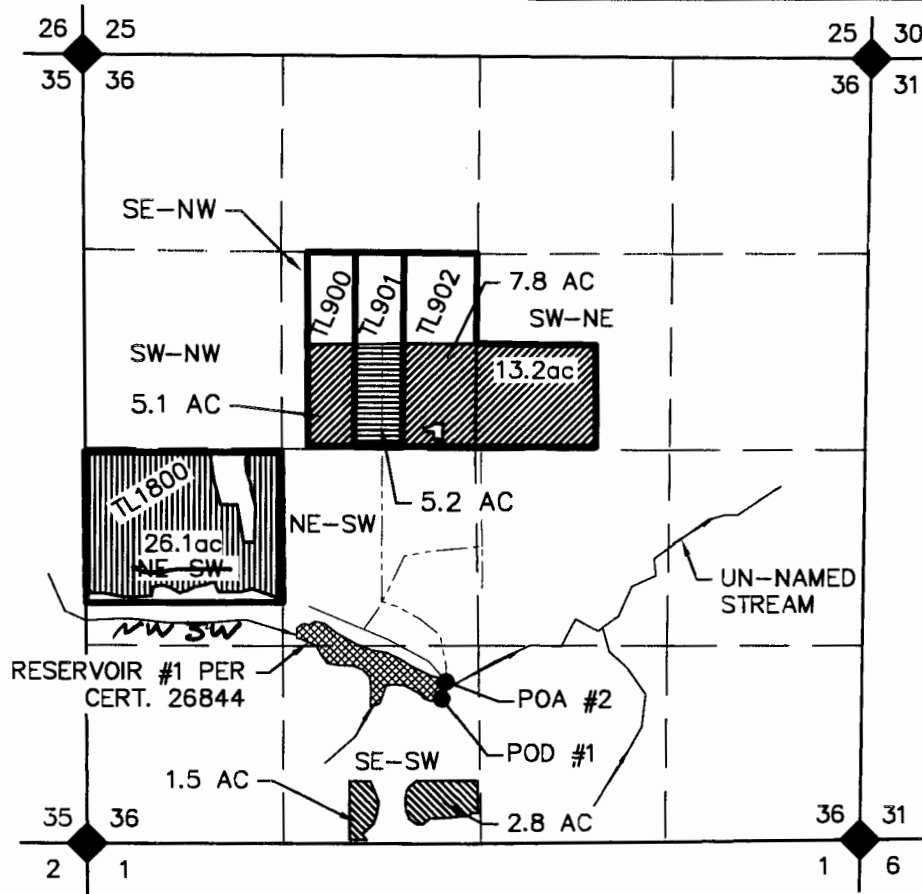 26 25
25 30
35 36
36 31
SE-NW
TL900
TL901
TL902
7.8 AC
SW-NE
SW-NW
13.2ac
5.1 AC
TL1800
5.2 AC
NE-SW
26.1ac
NE SW
UN-NAMED
STREAM
NW SW
RESERVOIR #1 PER
CERT. 26844
POA #2
POD #1
SE-SW
1.5 AC
2.8 AC
35 36
36 31
2 1
1 6